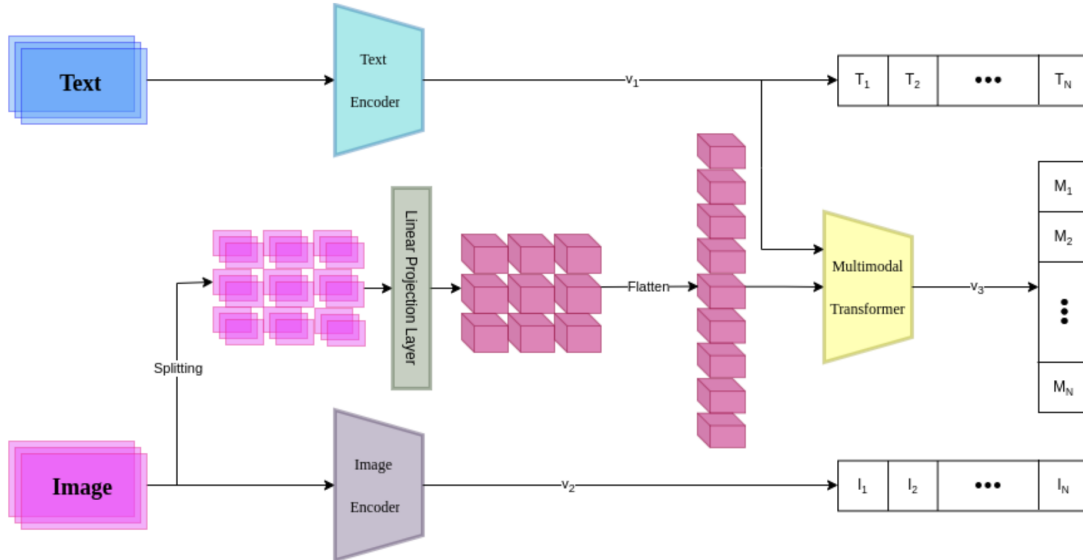 Text
Text
Encoder
v1
T1 T2 ••• TN
Linear Projection Layer
Flatten
Multimodal
Transformer
v3
M1
M2
MN
Splitting
Image
Image
Encoder
v2
I1 I2 ••• IN